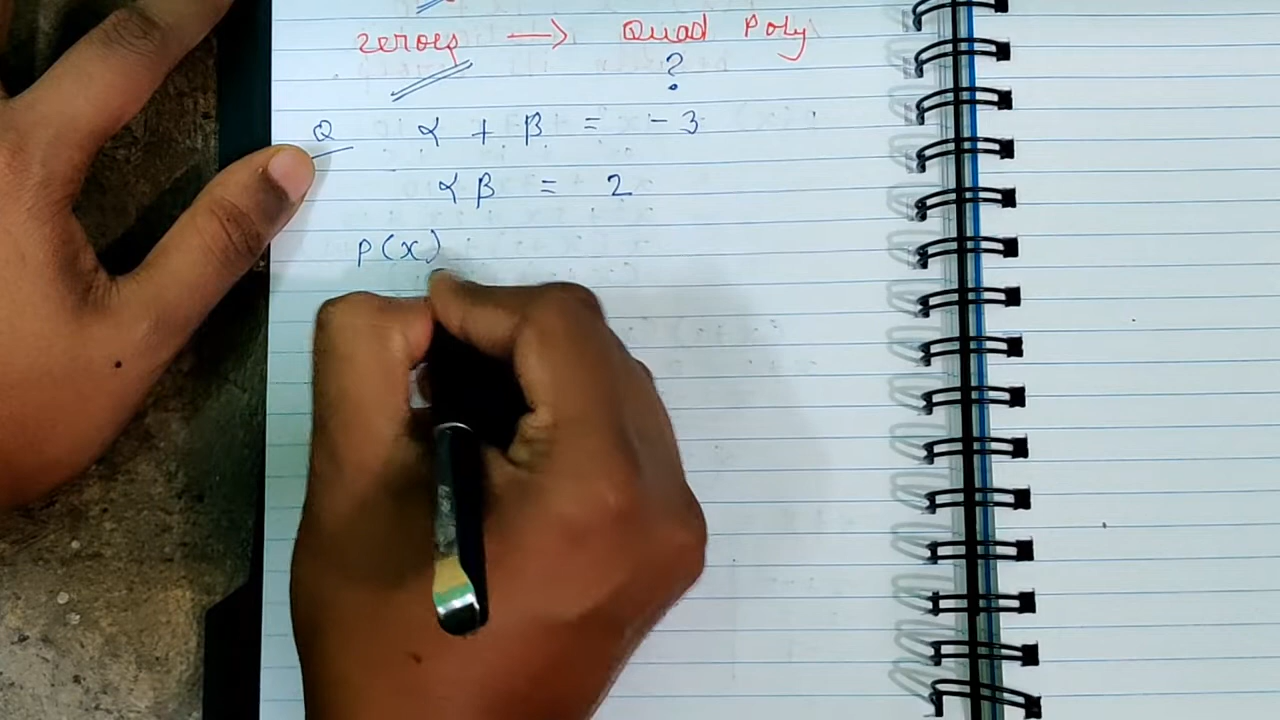 zeroes → Quad Poly
?
Q α + β = - 3
αβ = 2
P(x)